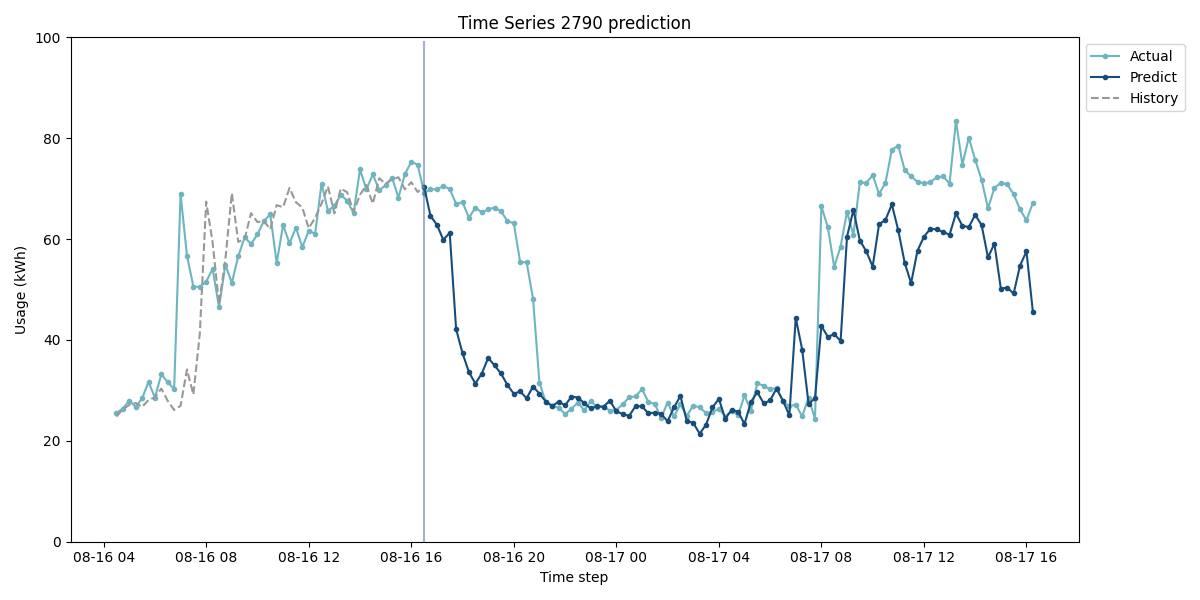 Time Series 2790 prediction
100
80
60
40
20
0
Usage (kWh)
08-16 04 08-16 08 08-16 12 08-16 16 08-16 20 08-17 00 08-17 04 08-17 08 08-17 12 08-17 16
Time step
Actual
Predict
History